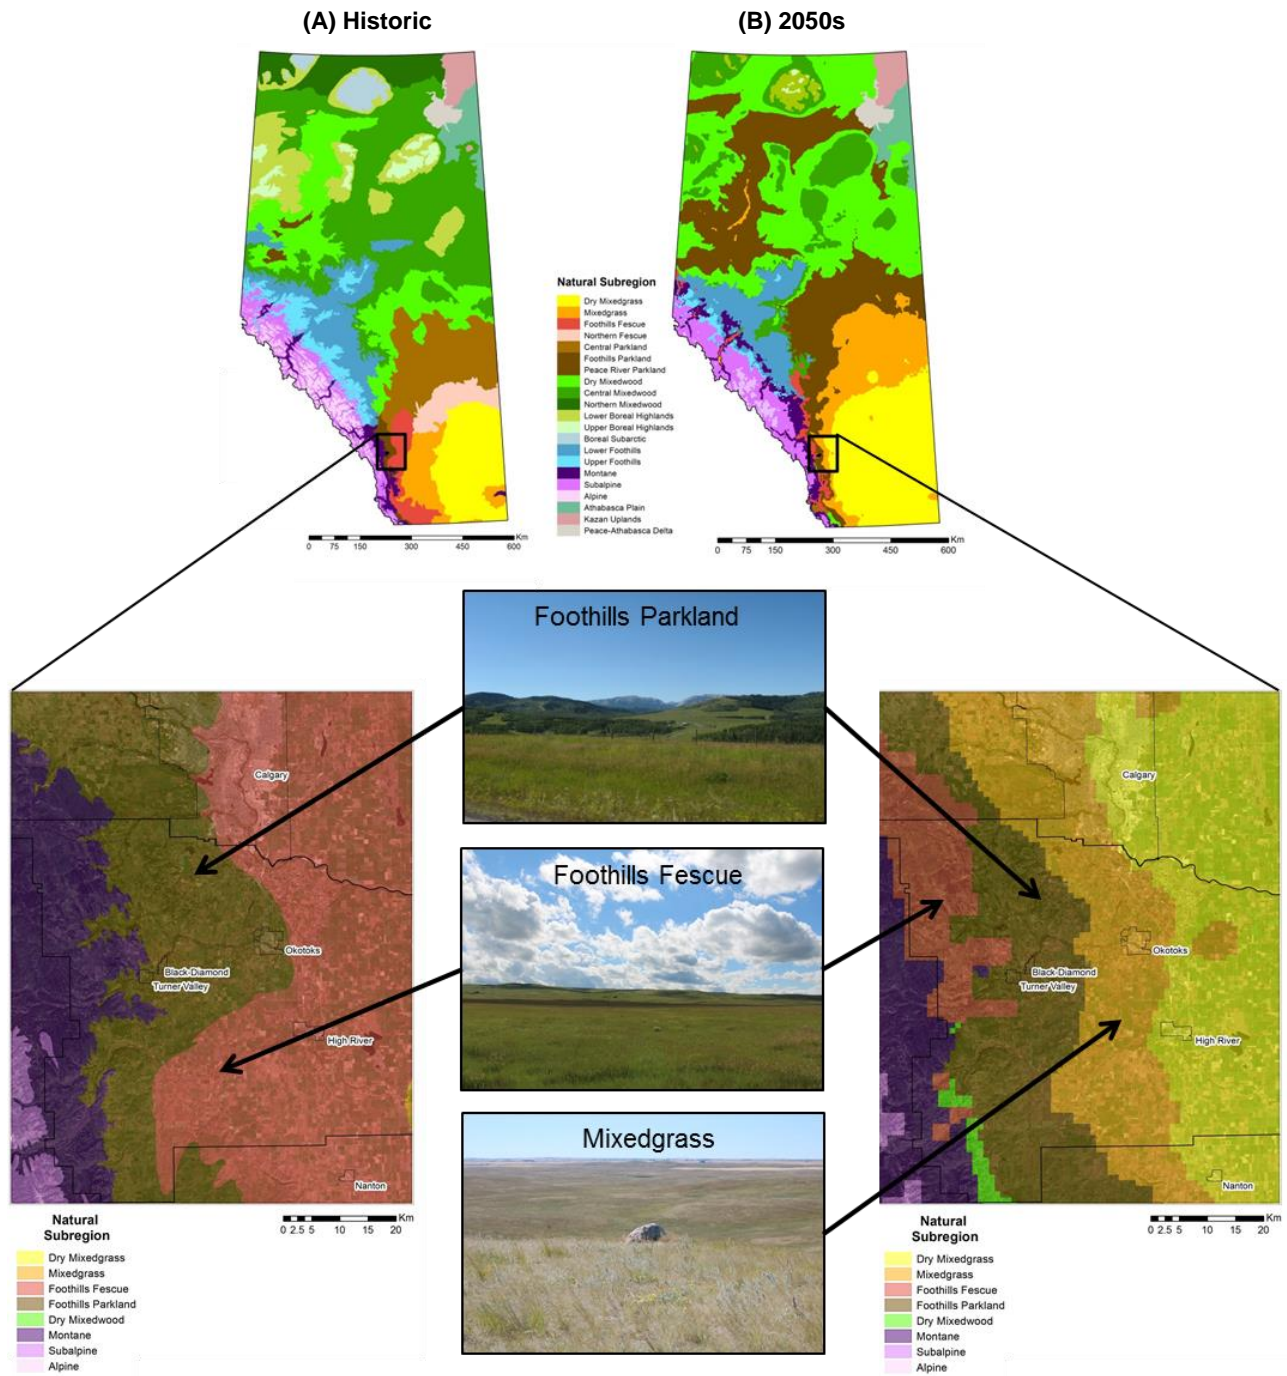 (A) Historic
(B) 2050s
Natural Subregion
Dry Mixedgrass
Mixedgrass
Foothills Fescue
Northern Fescue
Central Parkland
Foothills Parkland
Peace River Parkland
Dry Mixedwood
Central Mixedwood
Northern Mixedwood
Lower Boreal Highlands
Upper Boreal Highlands
Boreal Subarctic
Lower Foothills
Upper Foothills
Montane
Subalpine
Alpine
Athabasca Plain
Kazan Uplands
Peace-Athabasca Delta
Km
0 75 150 300 450 600
Km
0 75 150 300 450 600
Foothills Parkland
Foothills Fescue
Mixedgrass
Calgary
Okotoks
Black-Diamond
Turner Valley
High River
Nanton
Calgary
Okotoks
Black-Diamond
Turner Valley
High River
Nanton
Natural
Subregion
Km
0 2.5 5 10 15 20
Dry Mixedgrass
Mixedgrass
Foothills Fescue
Foothills Parkland
Dry Mixedwood
Montane
Subalpine
Alpine
Natural
Subregion
Km
0 2.5 5 10 15 20
Dry Mixedgrass
Mixedgrass
Foothills Fescue
Foothills Parkland
Dry Mixedwood
Montane
Subalpine
Alpine